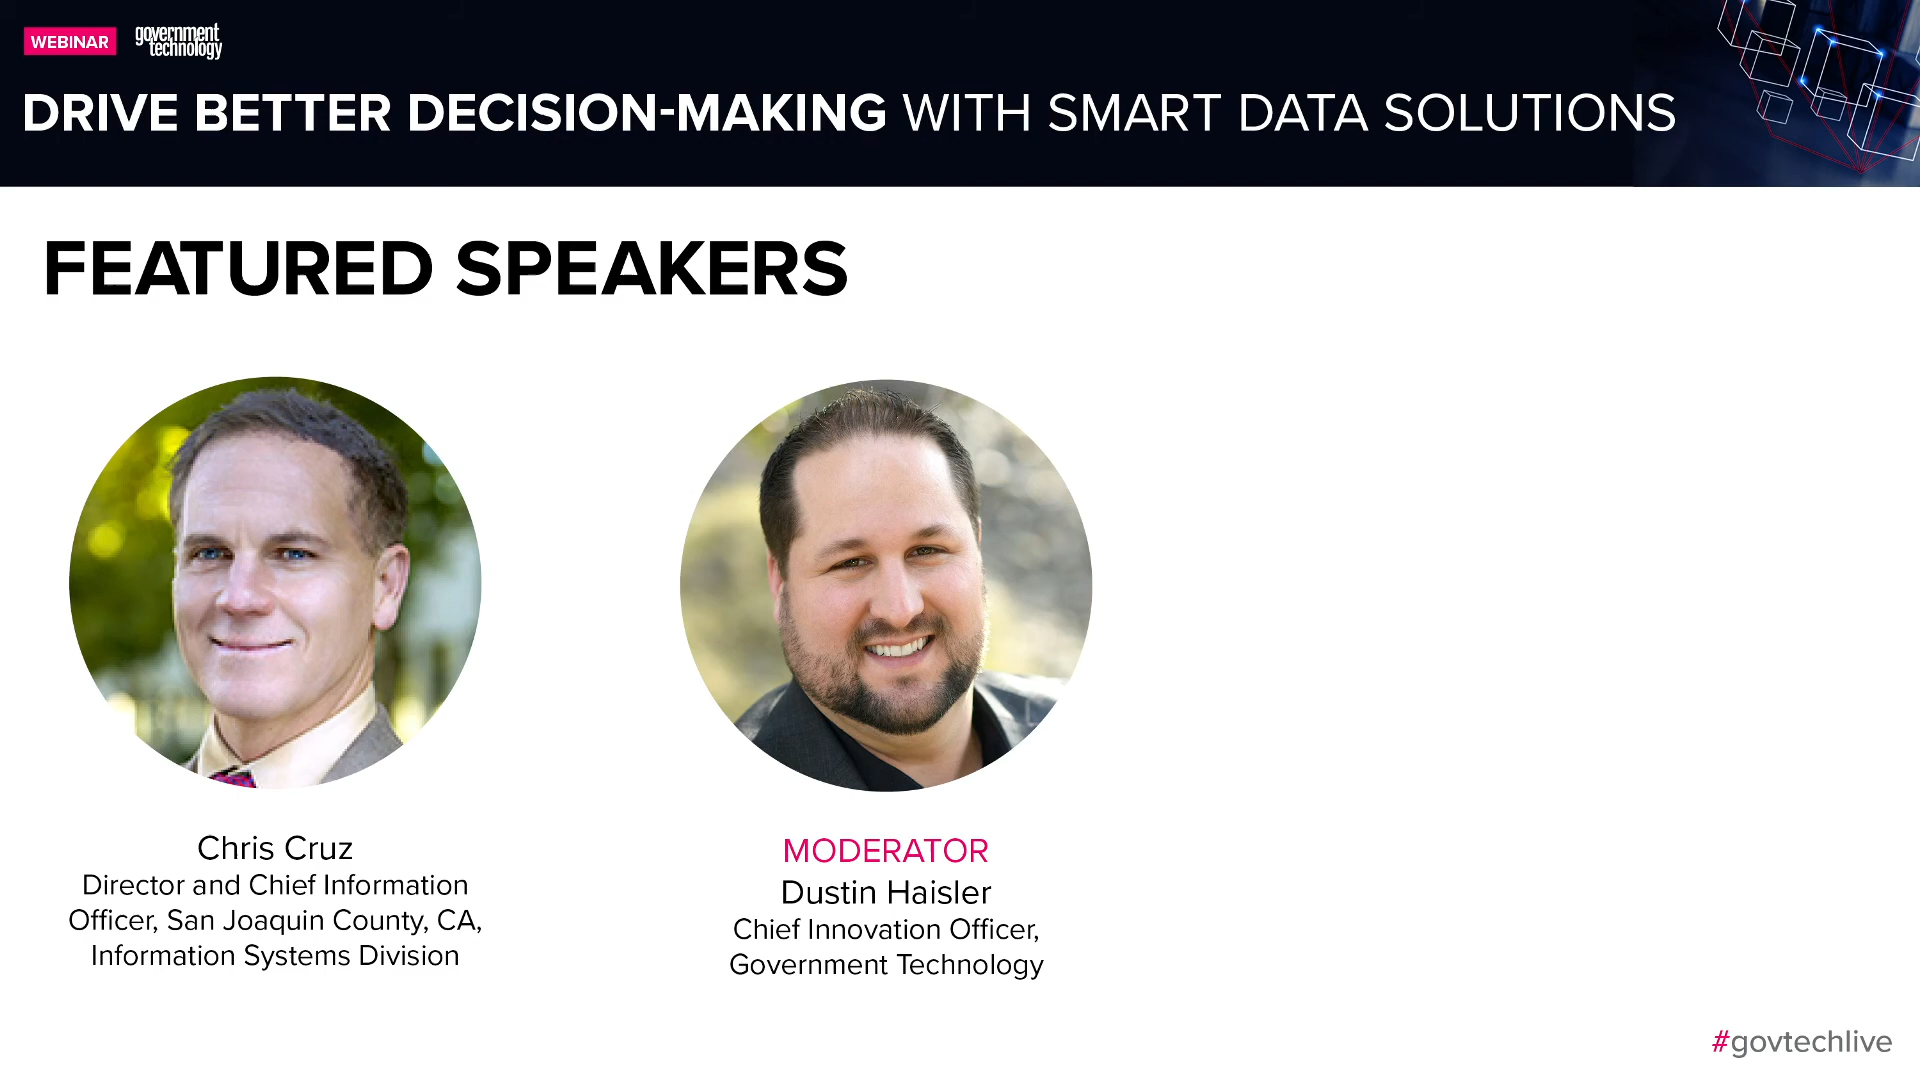 WEBINAR
government
technology
DRIVE BETTER DECISION-MAKING WITH SMART DATA SOLUTIONS
FEATURED SPEAKERS
Chris Cruz
Director and Chief Information
Officer, San Joaquin County, CA,
Information Systems Division
MODERATOR
Dustin Haisler
Chief Innovation Officer,
Government Technology
#govtechlive